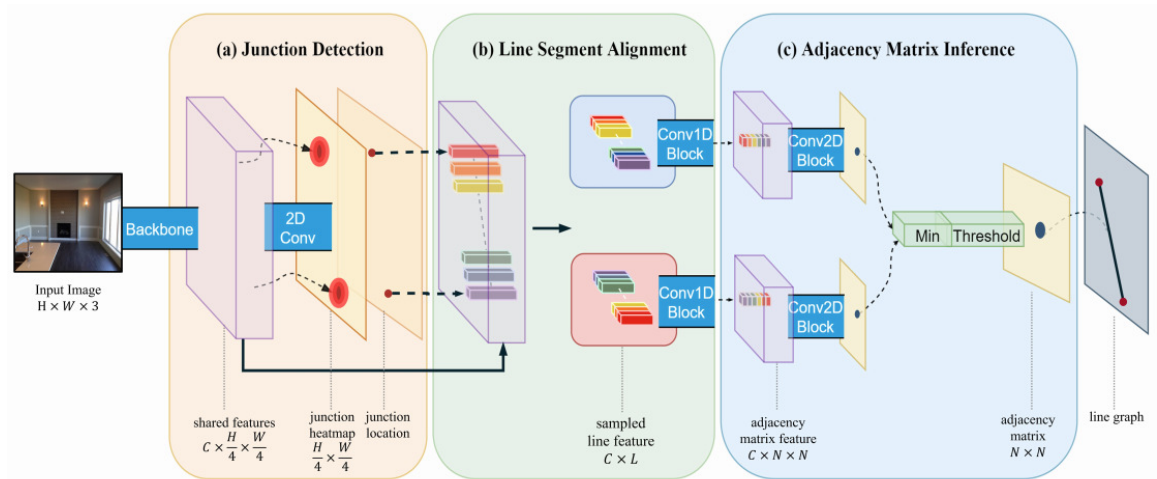 (a) Junction Detection
(b) Line Segment Alignment
(c) Adjacency Matrix Inference
Backbone
2D
Conv
Conv1D
Block
Conv1D
Block
Conv2D
Block
Conv2D
Block
Min
Threshold
Input Image
H × W × 3
shared features
C × H/4 × W/4
junction
heatmap
H/4 × W/4
junction
location
sampled
line feature
C × L
adjacency
matrix feature
C × N × N
adjacency
matrix
N × N
line graph